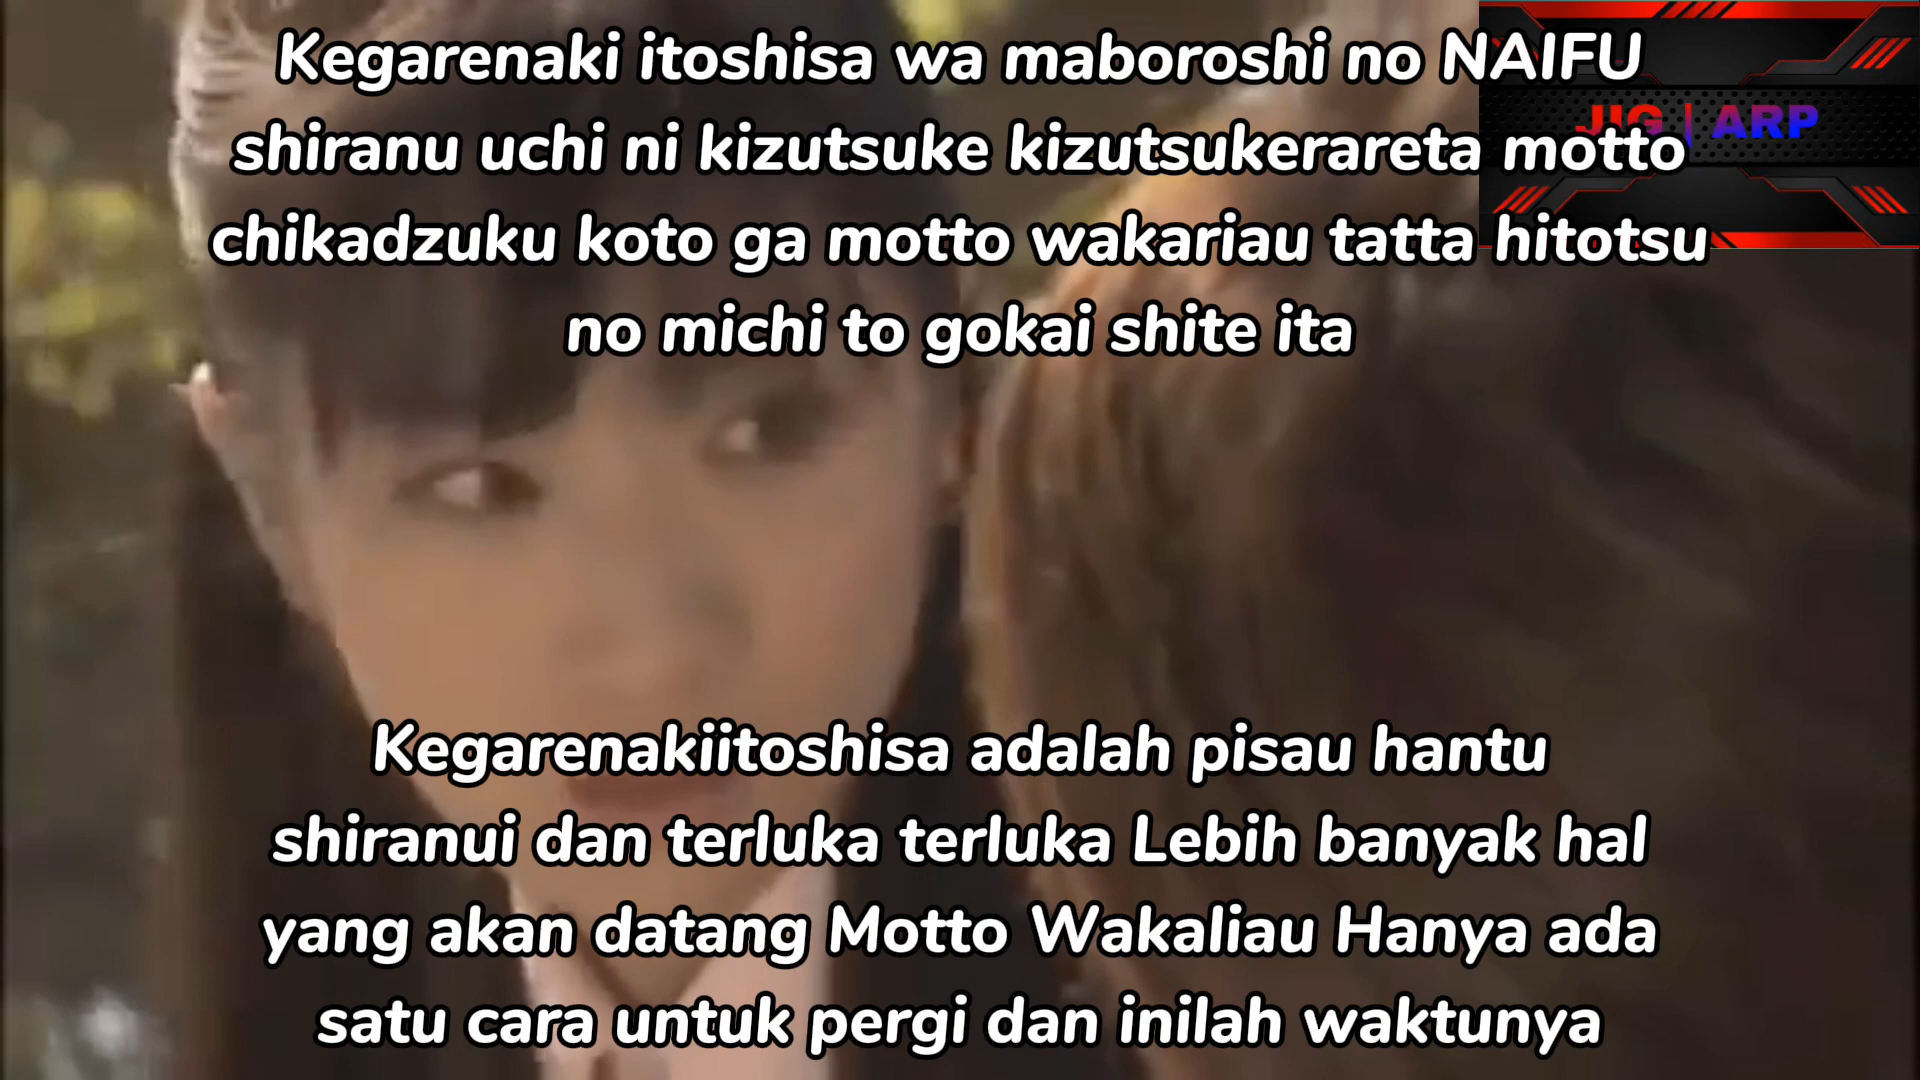 Kegarenaki itoshisa wa maboroshi no NAIFU
shiranu uchi ni kizutsuke kizutsukerareta motto
chikadzuku koto ga motto wakariau tatta hitotsu
no michi to gokai shite ita
JIG | ARP
Kegarenakiitoshisa adalah pisau hantu
shiranui dan terluka terluka Lebih banyak hal
yang akan datang Motto Wakaliau Hanya ada
satu cara untuk pergi dan inilah waktunya